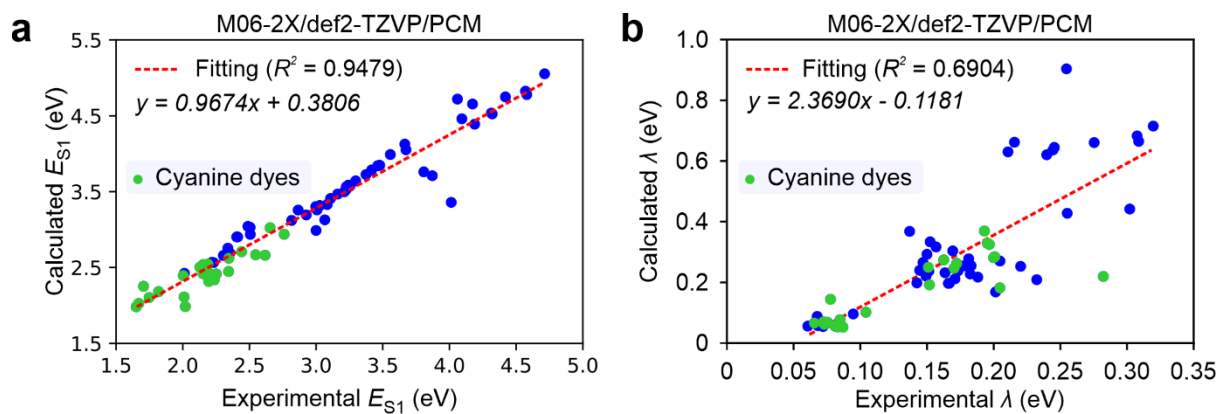 a
M06-2X/def2-TZVP/PCM
5.5
4.5
3.5
2.5
1.5
Calculated E_S1 (eV)
Fitting (R² = 0.9479)
y = 0.9674x + 0.3806
Cyanine dyes
1.5 2.0 2.5 3.0 3.5 4.0 4.5 5.0
Experimental E_S1 (eV)
b
M06-2X/def2-TZVP/PCM
1.0
0.8
0.6
0.4
0.2
0
Calculated λ (eV)
Fitting (R² = 0.6904)
y = 2.3690x - 0.1181
Cyanine dyes
0 0.05 0.10 0.15 0.20 0.25 0.30 0.35
Experimental λ (eV)